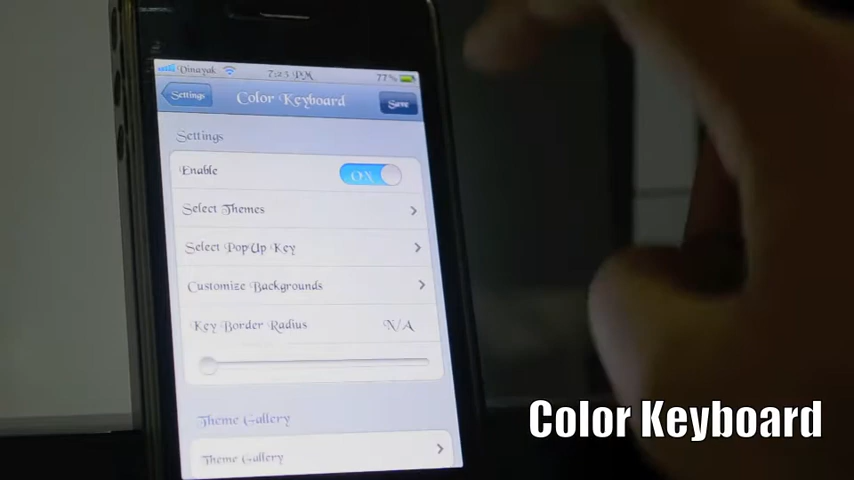 Vinayak 7:23 PM 77%
Settings Color Keyboard Save
Settings
Enable ON
Select Themes
Select PopUp Key
Customize Backgrounds
Key Border Radius N/A
Theme Gallery
Theme Gallery
Color Keyboard